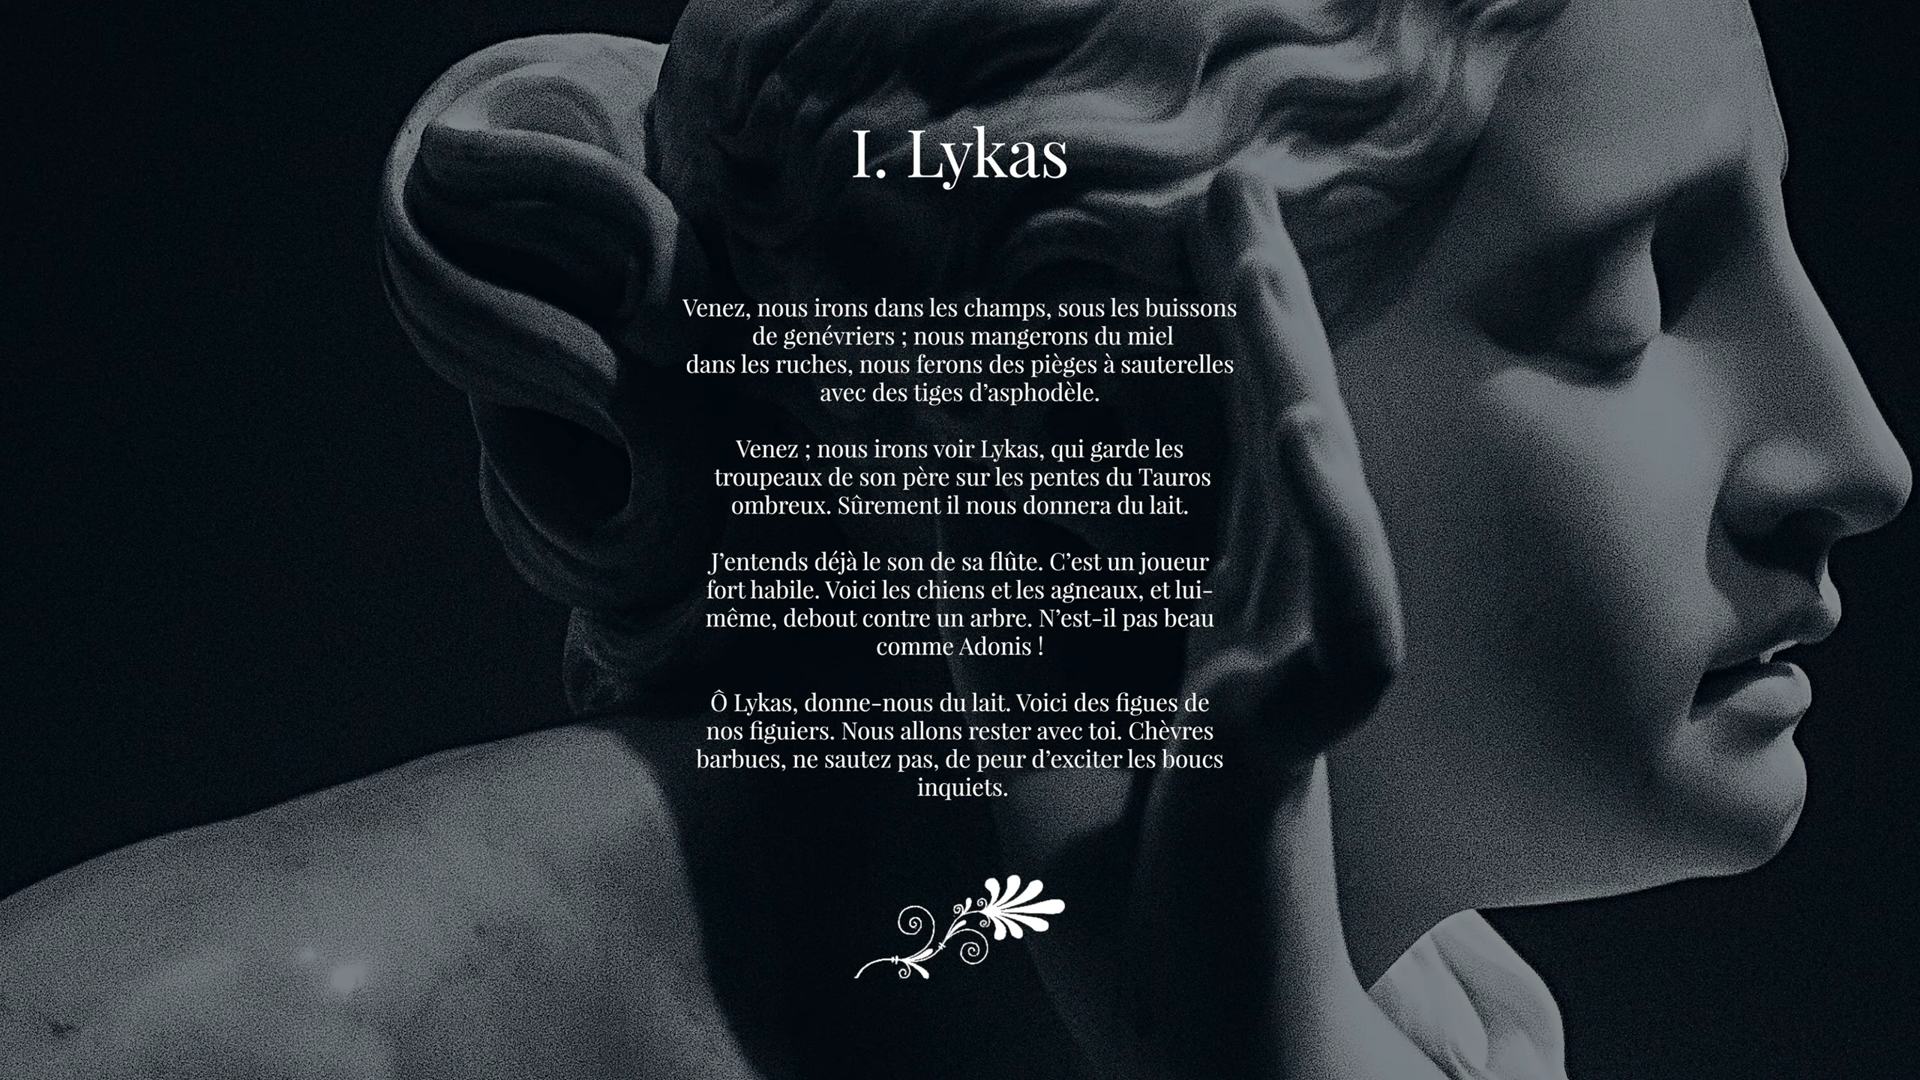 I. Lykas
Venez, nous irons dans les champs, sous les buissons
de genévriers ; nous mangerons du miel
dans les ruches, nous ferons des pièges à sauterelles
avec des tiges d’asphodèle.
Venez ; nous irons voir Lykas, qui garde les
troupeaux de son père sur les pentes du Tauros
ombreux. Sûrement il nous donnera du lait.
J’entends déjà le son de sa flûte. C’est un joueur
fort habile. Voici les chiens et les agneaux, et lui-
même, debout contre un arbre. N’est-il pas beau
comme Adonis !
Ô Lykas, donne-nous du lait. Voici des figues de
nos figuiers. Nous allons rester avec toi. Chèvres
barbues, ne sautez pas, de peur d’exciter les boucs
inquiets.